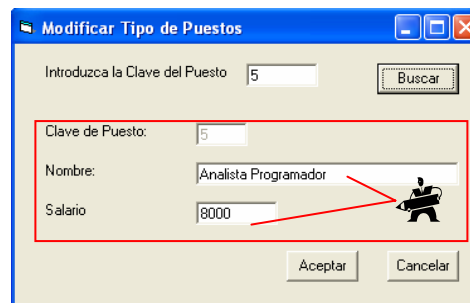 Modificar Tipo de Puestos
Introduzca la Clave del Puesto 5 Buscar
Clave de Puesto: 5
Nombre: Analista Programador
Salario 8000
Aceptar Cancelar